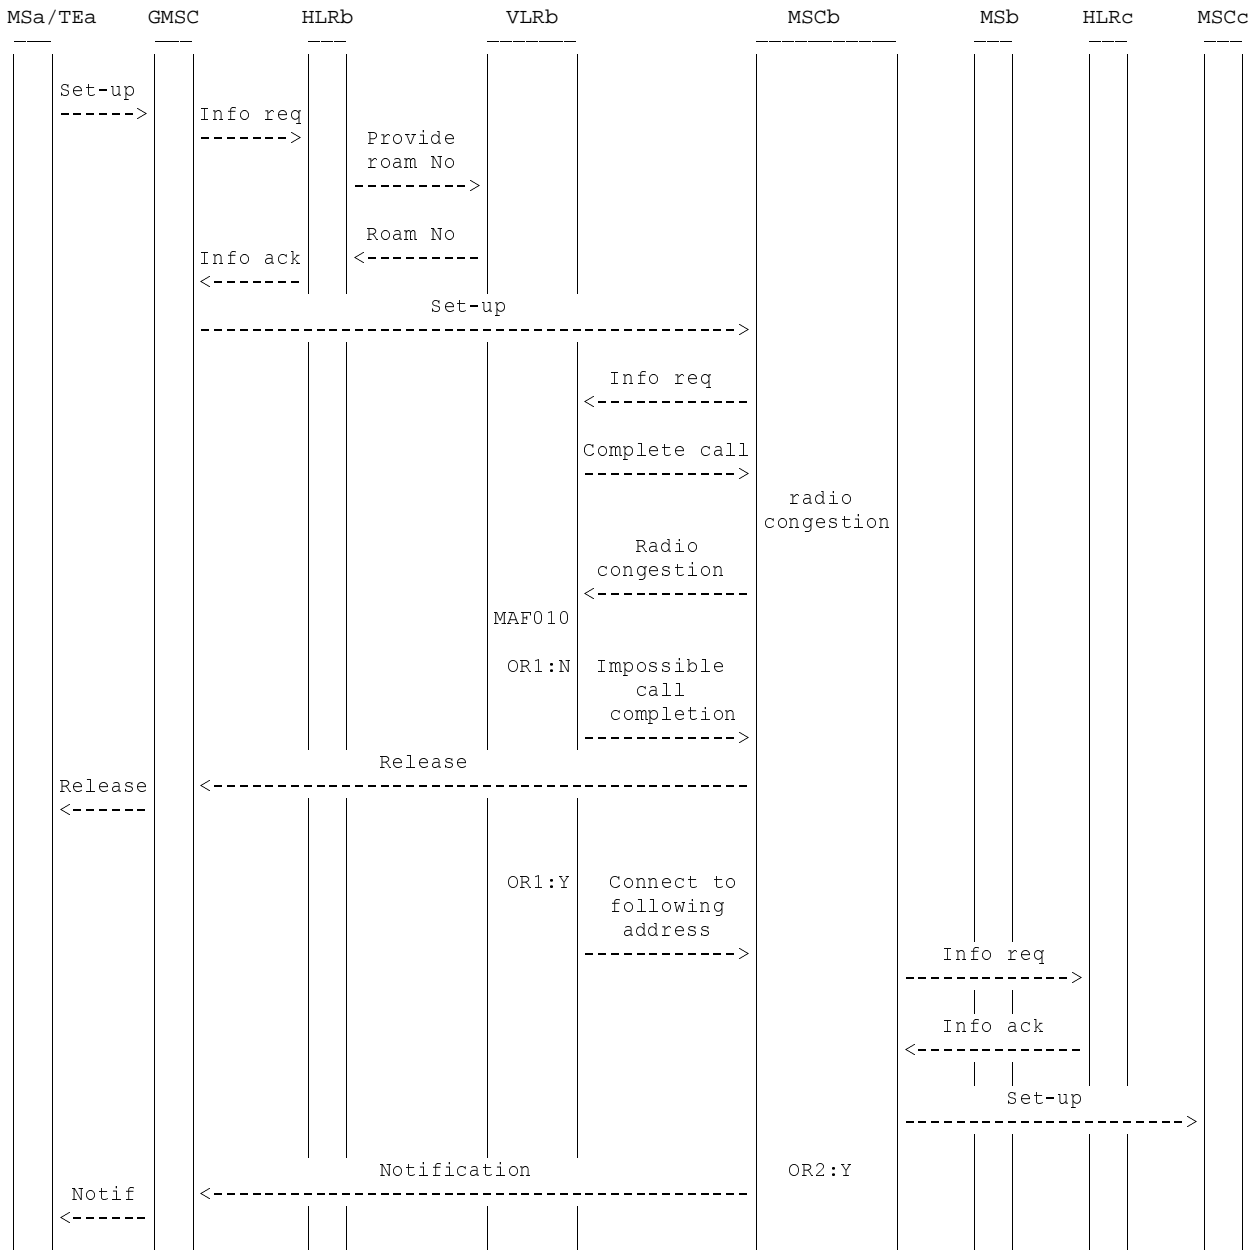 MSa/TEa GMSC HLRb VLRb MSCb MSb HLRc MSCc
Set-up
Info req
Provide
roam No
Roam No
Info ack
Set-up
Info req
Complete call
radio
congestion
Radio
congestion
MAF010
OR1:N Impossible
call
completion
Release
Release
OR1:Y Connect to
following
address
Info req
Info ack
Set-up
Notification OR2:Y
Notif